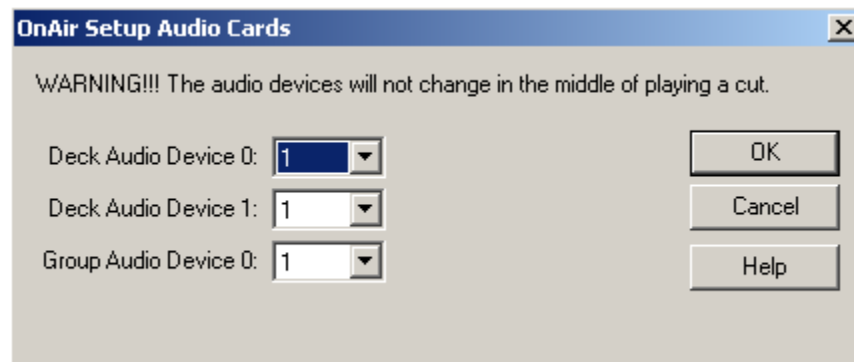 OnAir Setup Audio Cards
WARNING!!! The audio devices will not change in the middle of playing a cut.
Deck Audio Device 0: 1
OK
Deck Audio Device 1: 1
Cancel
Group Audio Device 0: 1
Help